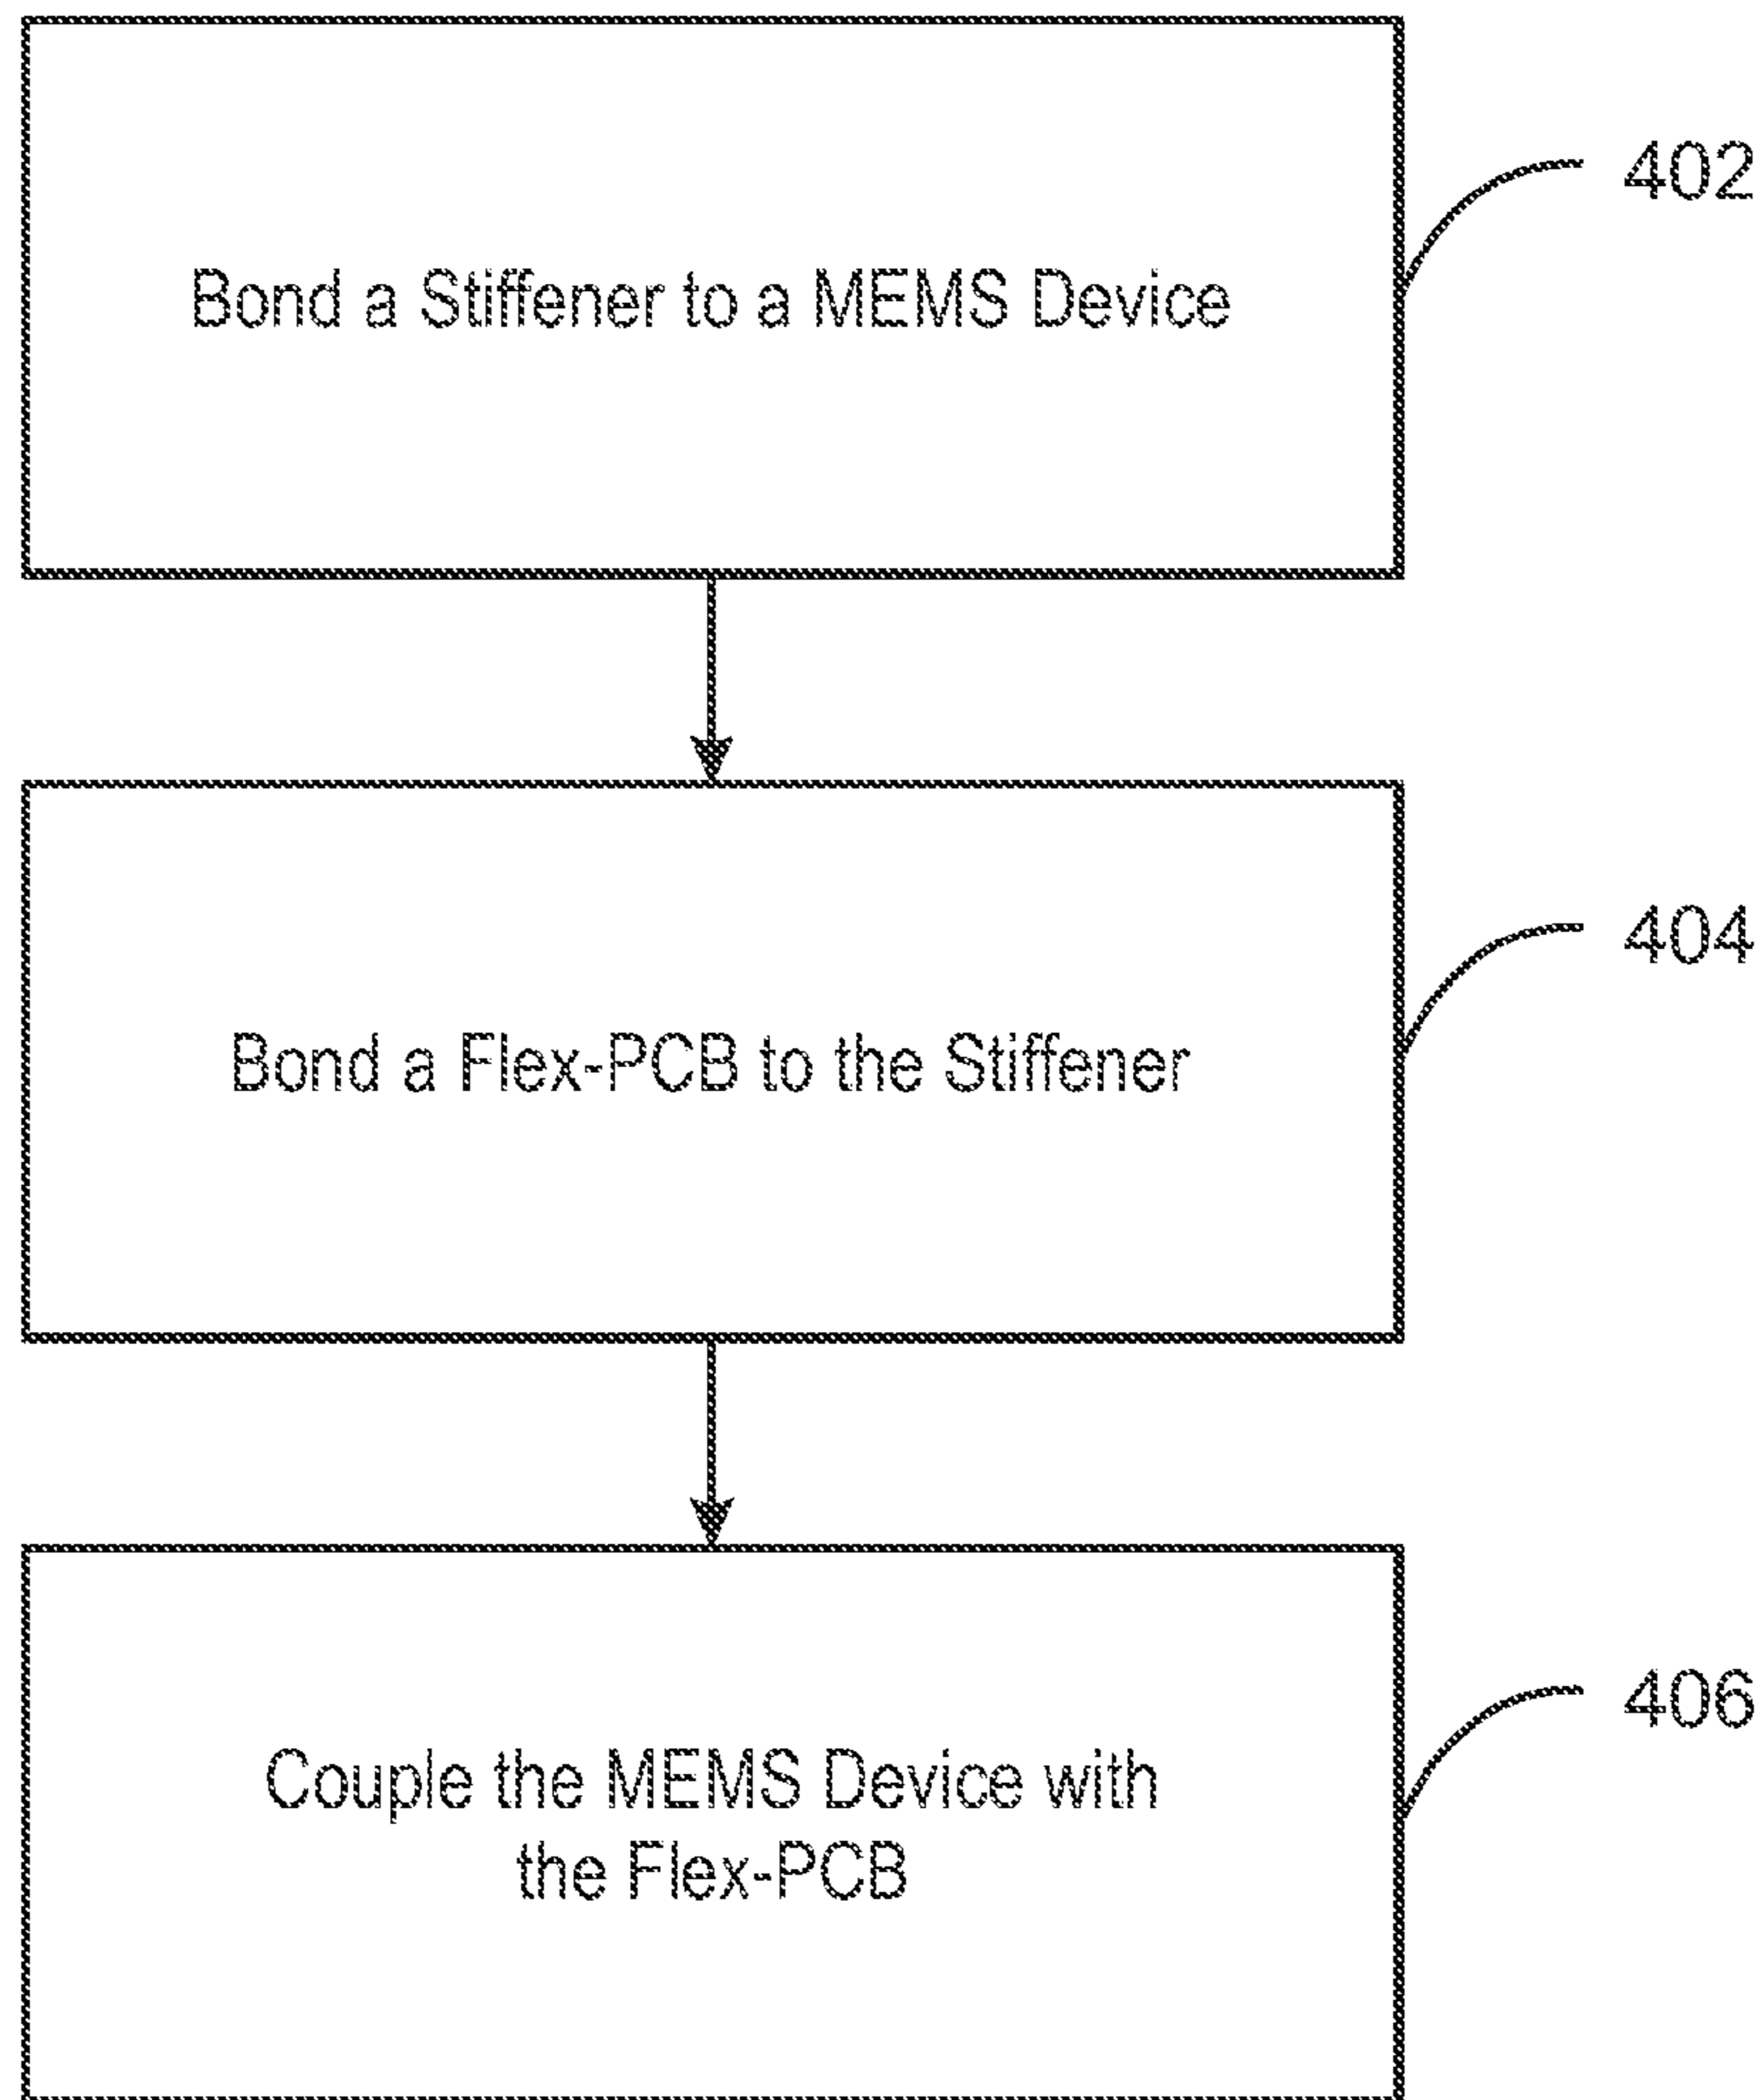 Bond a Stiffener to a MEMS Device
402
Bond a Flex-PCB to the Stiffener
404
Couple the MEMS Device with
the Flex-PCB
406